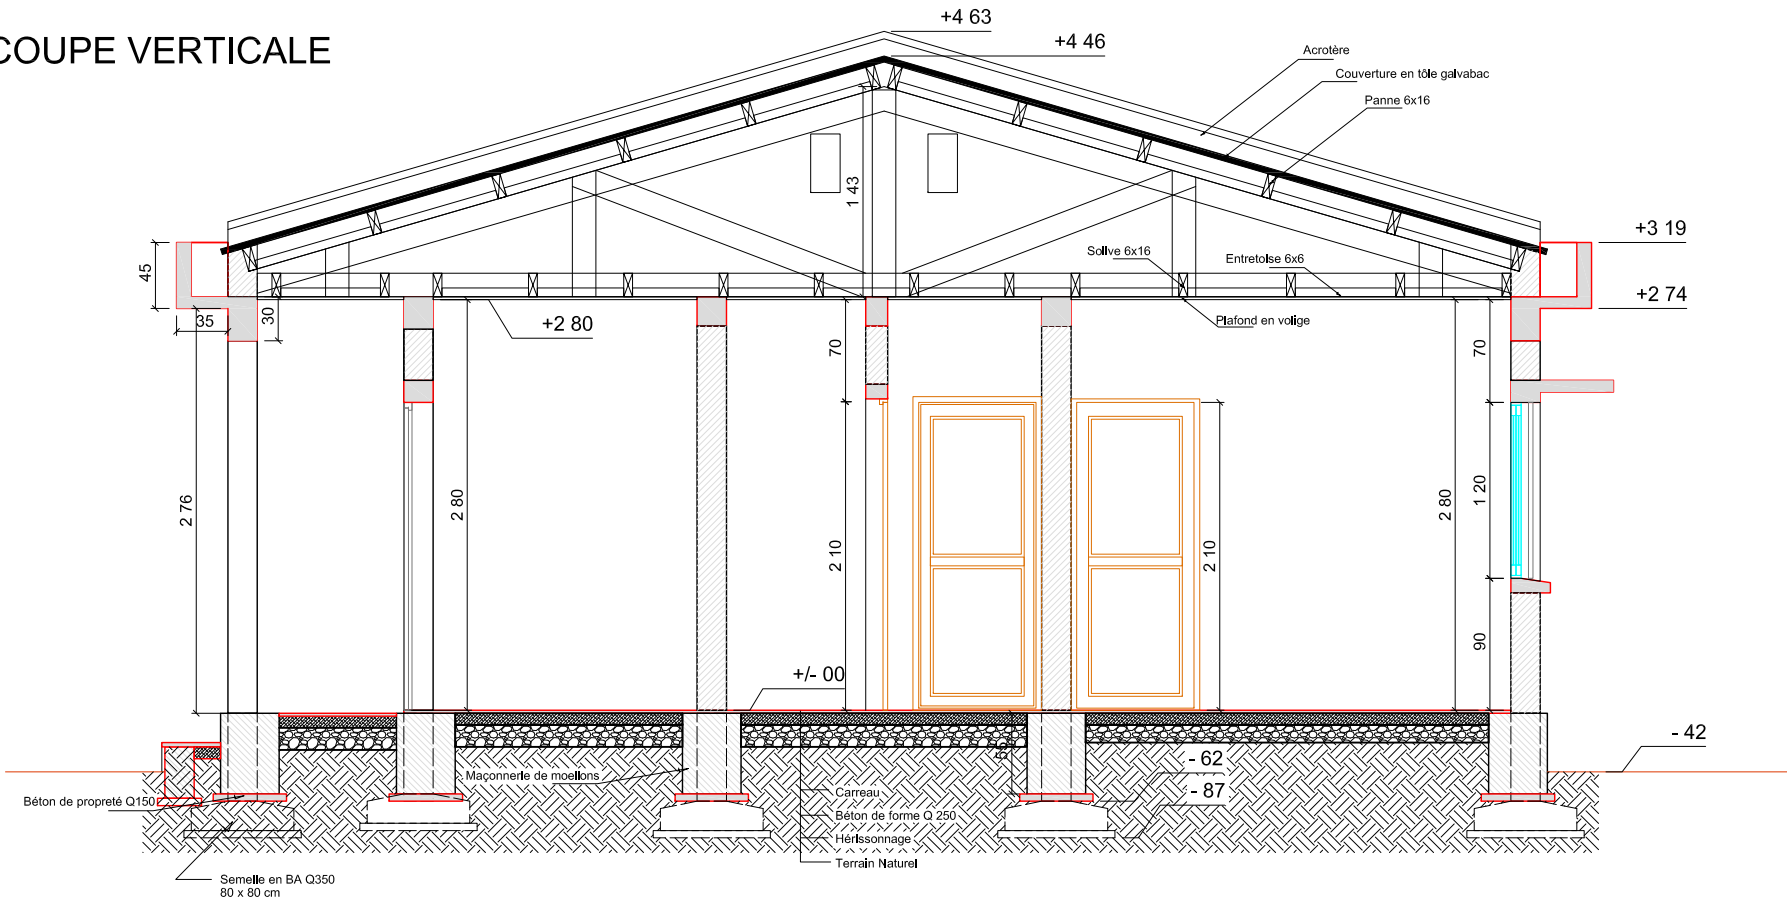 COUPE VERTICALE
+4 63
+4 46
Acrotère
Couverture en tôle galvabac
Panne 6x16
1 43
+3 19
45
Solive 6x16
Entretoise 6x6
+2 74
35
30
+2 80
Plafond en volige
70
70
2 76
2 80
2 10
2 10
2 80
1 20
90
+/- 00
- 42
55
- 62
Maçonnerie de moellons
- 87
Carreau
Béton de propreté Q150
Béton de forme Q 250
Hérissonnage
Terrain Naturel
Semelle en BA Q350
80 x 80 cm